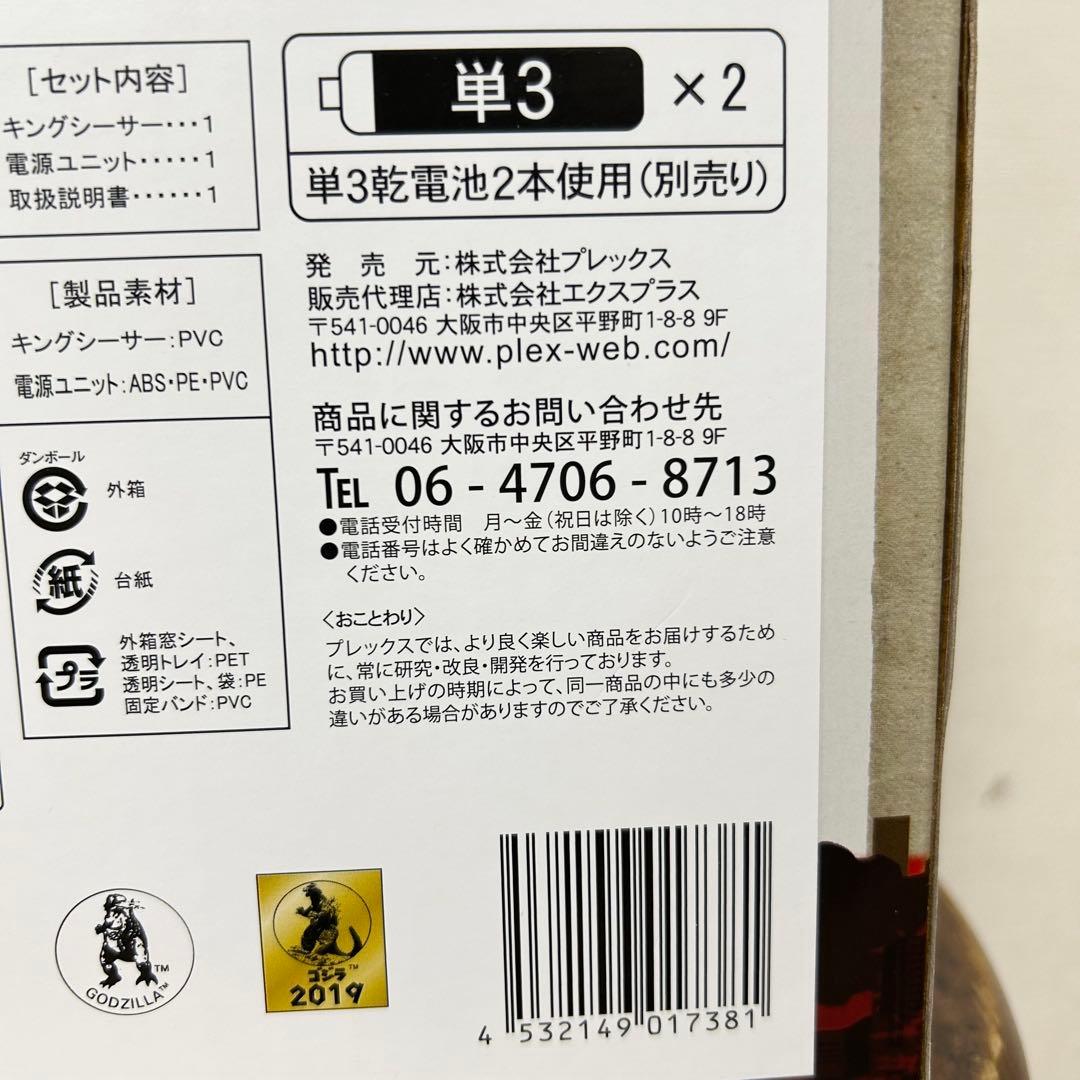 [セット内容]
キングシーサー・・・1
電源ユニット・・・・・1
取扱説明書・・・・・・1
[製品素材]
キングシーサー:PVC
電源ユニット:ABS・PE・PVC
ダンボール
外箱
紙
台紙
プラ
外箱窓シート、
透明トレイ:PET
透明シート、袋:PE
固定バンド:PVC
単3 ×2
単3乾電池2本使用(別売り)
発 売 元:株式会社プレックス
販売代理店:株式会社エクスプラス
〒541-0046 大阪市中央区平野町1-8-8 9F
http://www.plex-web.com/
商品に関するお問い合わせ先
〒541-0046 大阪市中央区平野町1-8-8 9F
TEL 06 - 4706 - 8713
●電話受付時間 月〜金(祝日は除く)10時〜18時
●電話番号はよく確かめてお間違えのないようご注意
ください。
〈おことわり〉
プレックスでは、より良く楽しい商品をお届けするため
に、常に研究・改良・開発を行っております。
お買い上げの時期によって、同一商品の中にも多少の
違いがある場合がありますのでご了承ください。
TM
GODZILLA™
ゴジラ™
2019
4 532149 017381